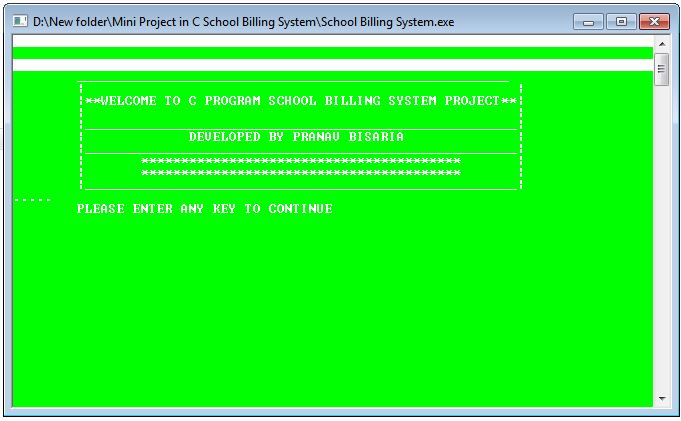 D:\New folder\Mini Project in C School Billing System\School Billing System.exe
**WELCOME TO C PROGRAM SCHOOL BILLING SYSTEM PROJECT**
DEVELOPED BY PRANAV BISARIA
****************************************
****************************************
-----
PLEASE ENTER ANY KEY TO CONTINUE